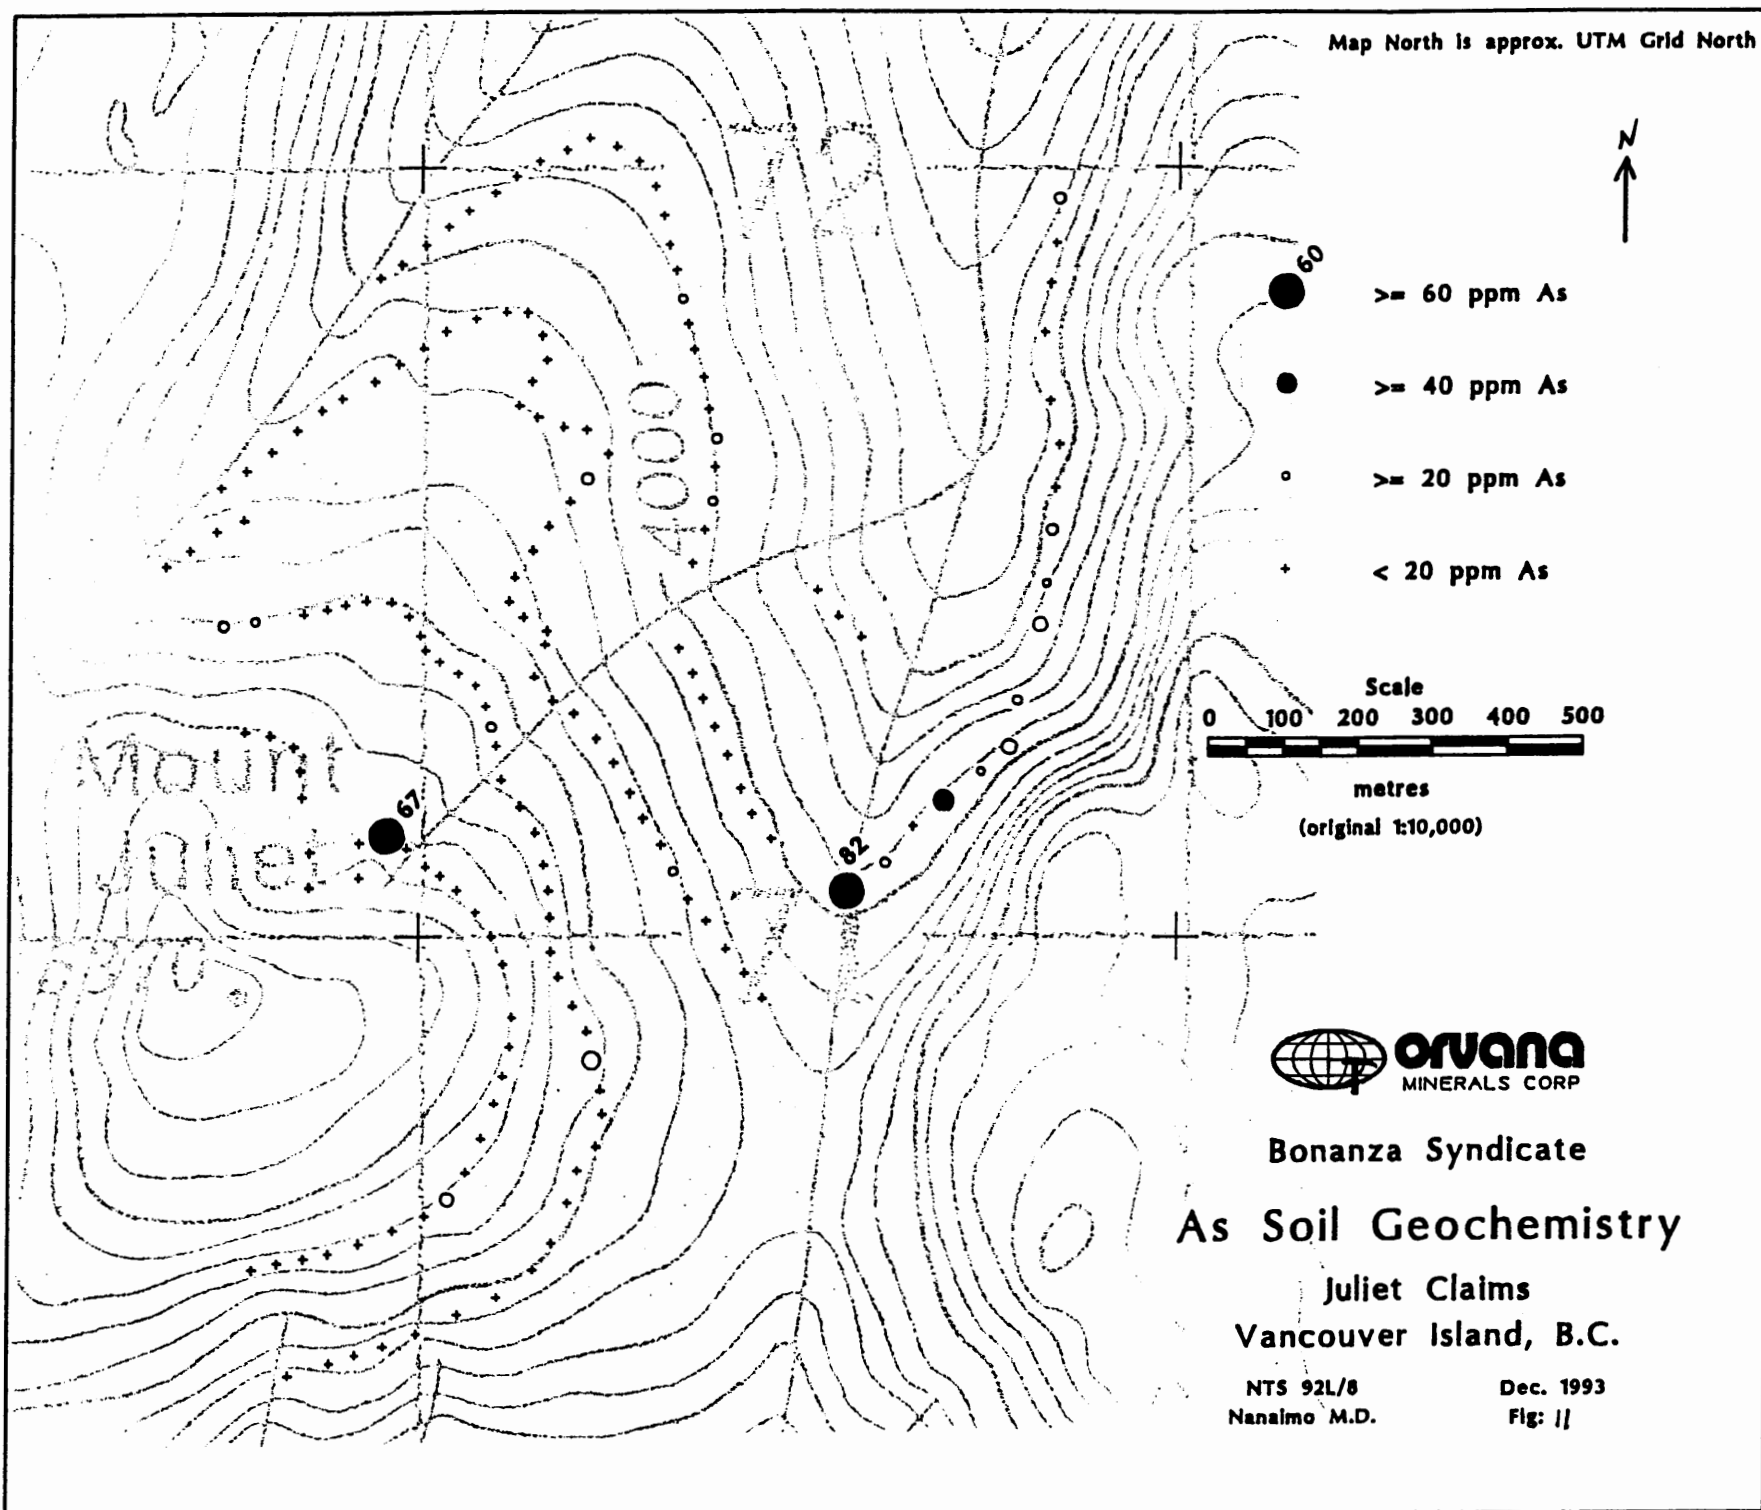 Map North is approx. UTM Grid North
N
72
60
>= 60 ppm As
>= 40 ppm As
>= 20 ppm As
< 20 ppm As
4000
Scale
0 100 200 300 400 500
metres
(original 1:10,000)
Mount
Juliet
67
82
orvana
MINERALS CORP
Bonanza Syndicate
As Soil Geochemistry
Juliet Claims
Vancouver Island, B.C.
NTS 92L/8 Dec. 1993
Nanaimo M.D. Fig: 11